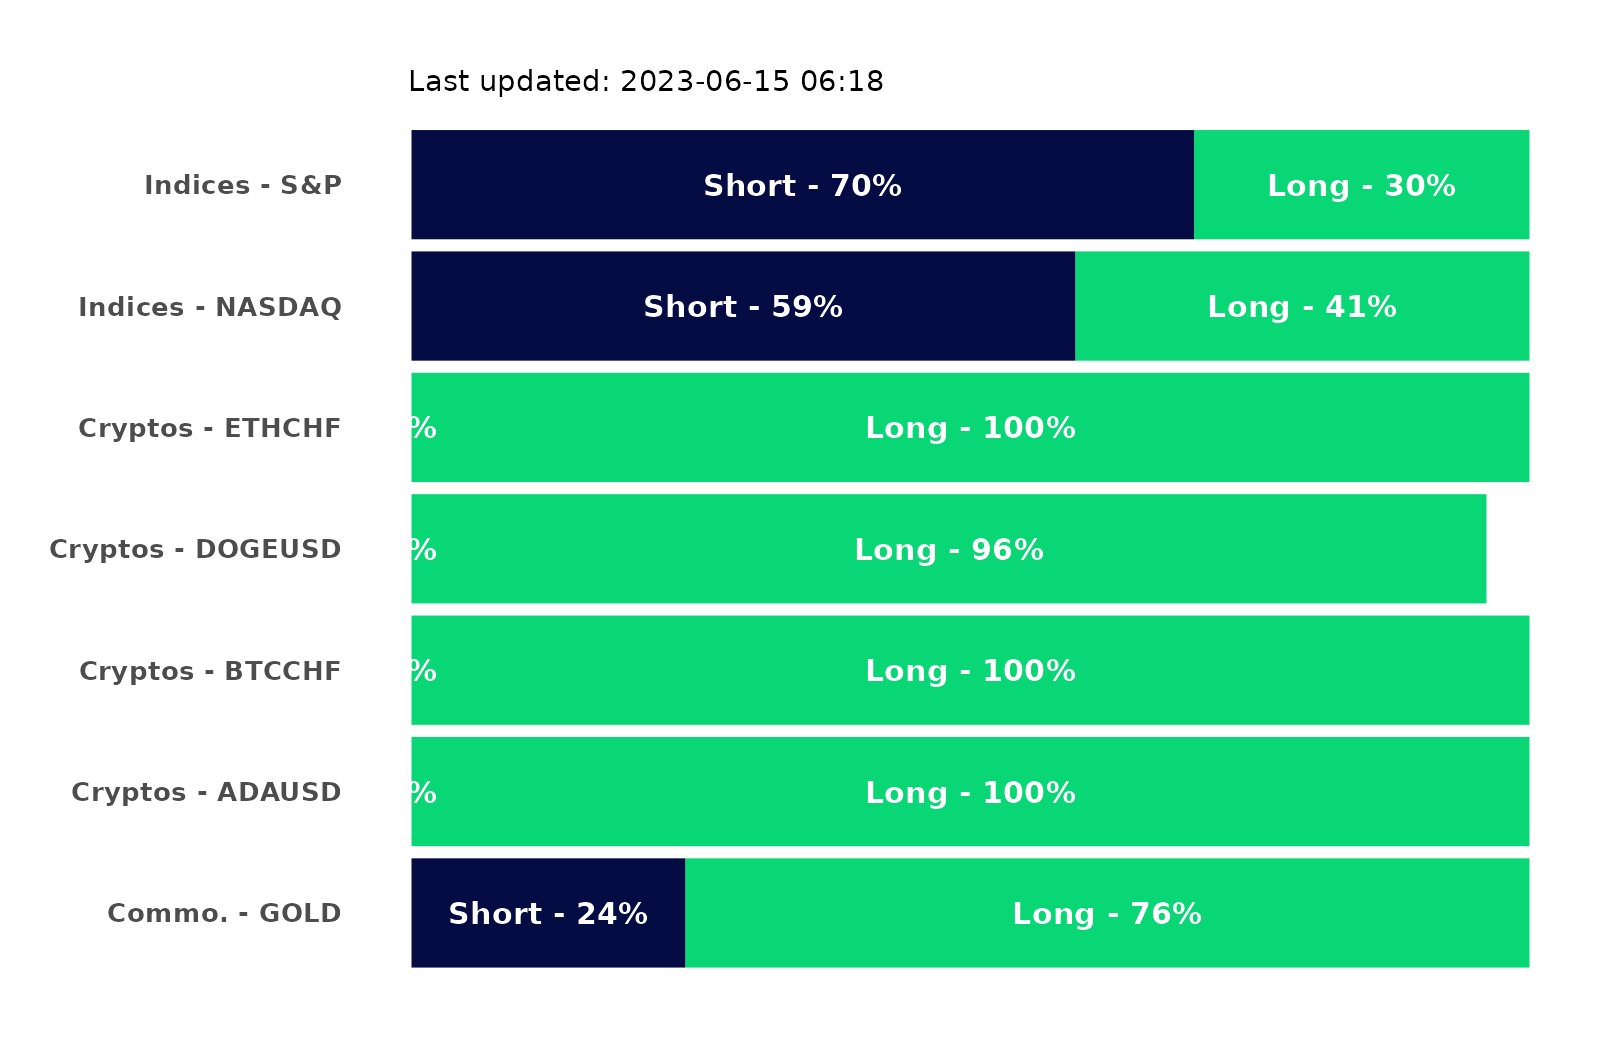 Last updated: 2023-06-15 06:18
Indices - S&P Short - 70% Long - 30%
Indices - NASDAQ Short - 59% Long - 41%
Cryptos - ETHCHF % Long - 100%
Cryptos - DOGEUSD % Long - 96%
Cryptos - BTCCHF % Long - 100%
Cryptos - ADAUSD % Long - 100%
Commo. - GOLD Short - 24% Long - 76%